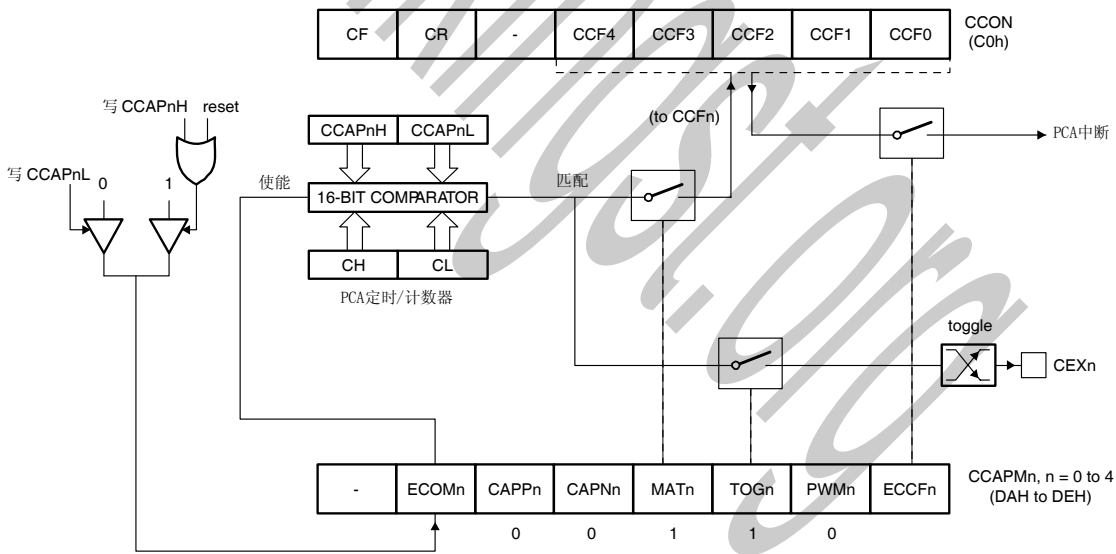 CF CR - CCF4 CCF3 CCF2 CCF1 CCF0
CCON
(C0h)
写 CCAPnH reset
(to CCFn)
CCAPnH CCAPnL
PCA中断
写 CCAPnL 0 1
使能
匹配
16-BIT COMPARATOR
CH CL
PCA定时/计数器
toggle
CEXn
- ECOMn CAPPn CAPNn MATn TOGn PWMn ECCFn
CCAPMn, n = 0 to 4
(DAH to DEH)
0 0 1 1 0